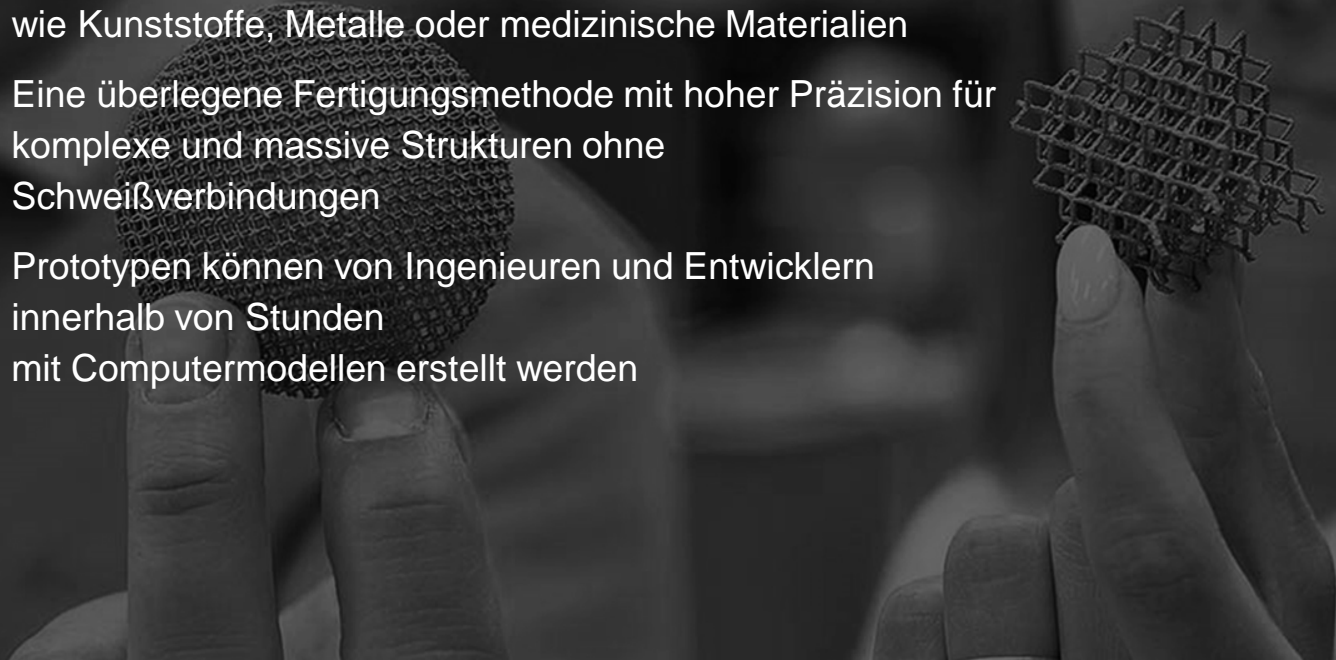 wie Kunststoffe, Metalle oder medizinische Materialien
Eine überlegene Fertigungsmethode mit hoher Präzision für
komplexe und massive Strukturen ohne
Schweißverbindungen
Prototypen können von Ingenieuren und Entwicklern
innerhalb von Stunden
mit Computermodellen erstellt werden